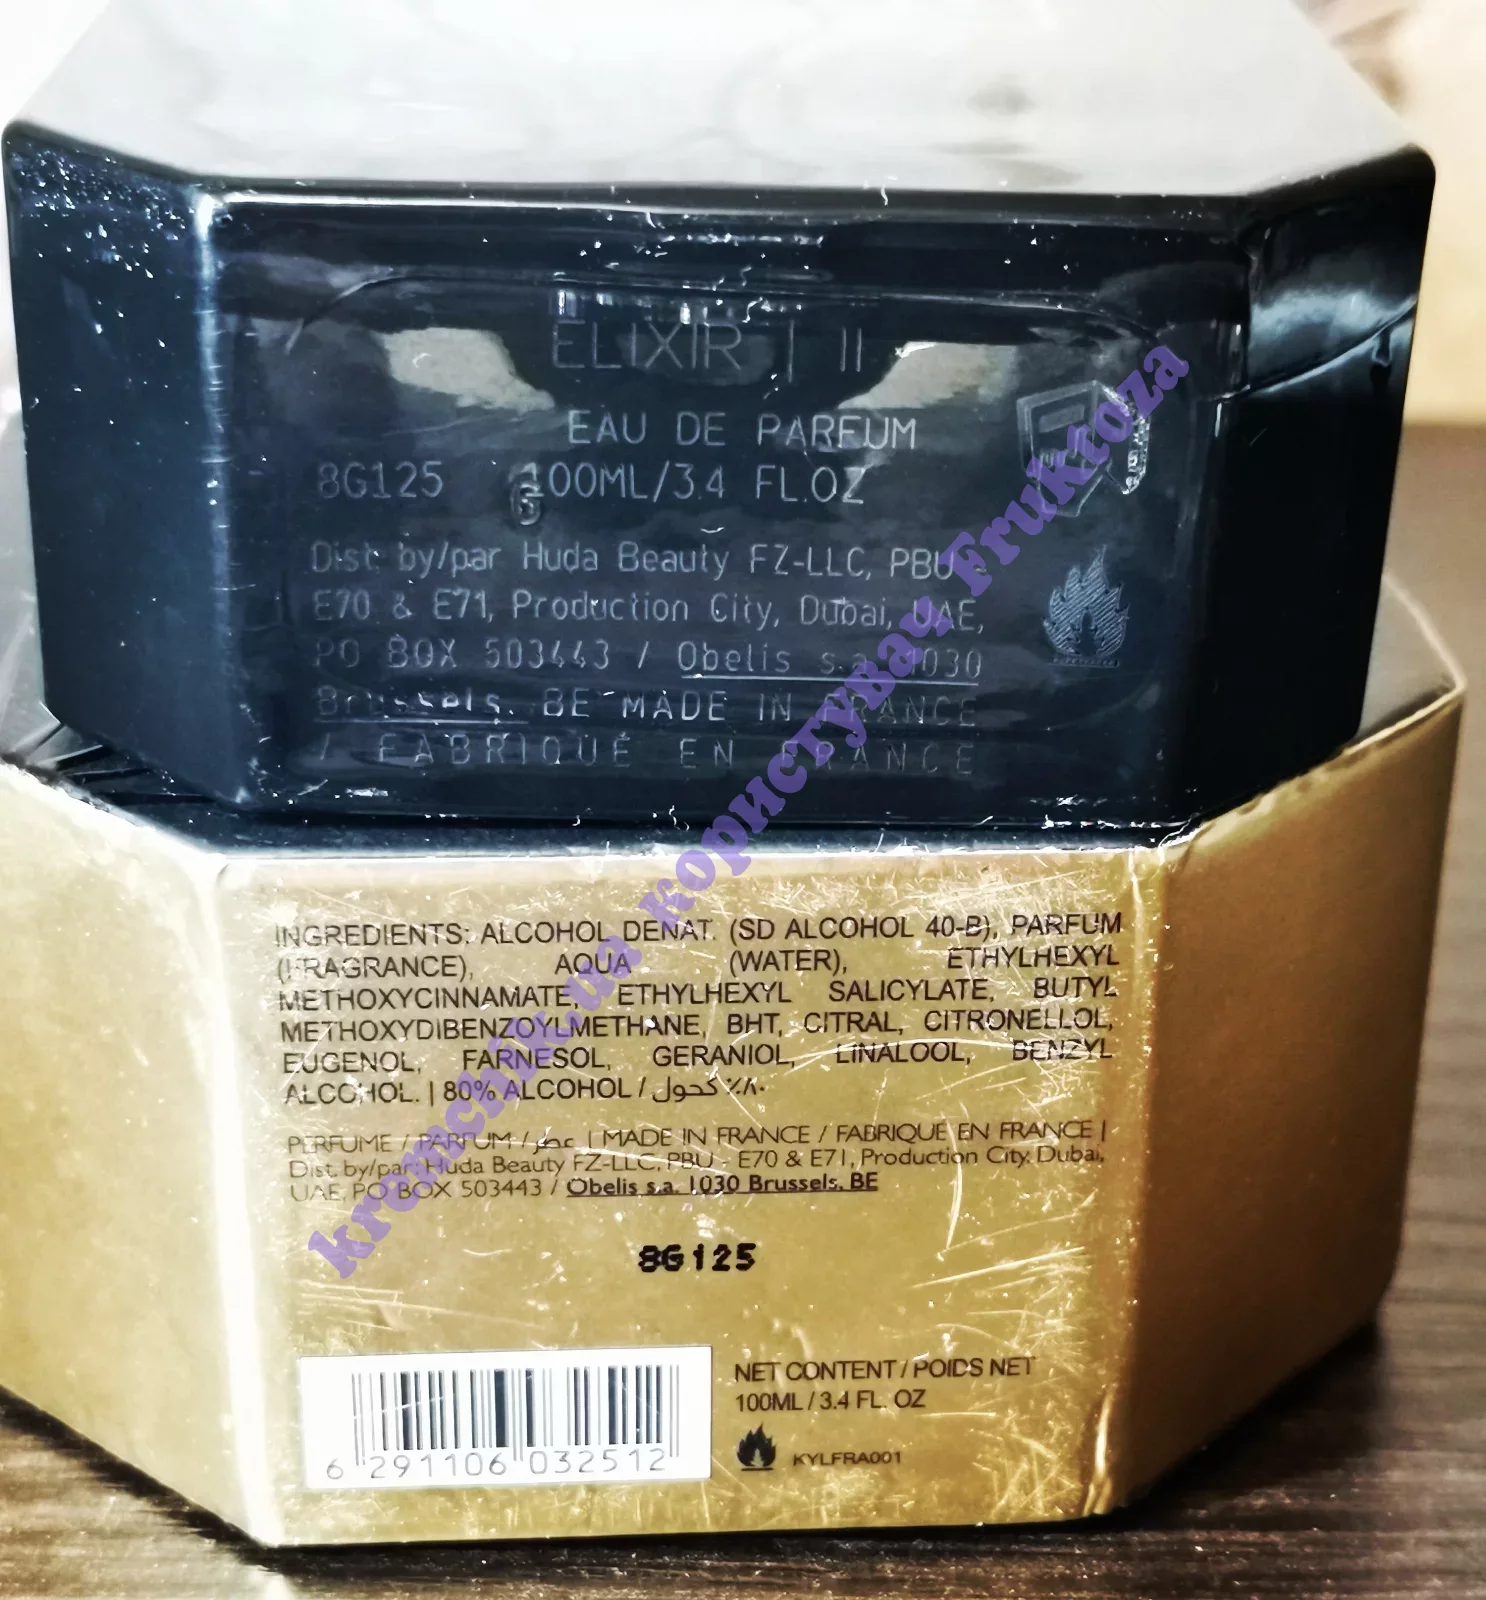 ELIXIR | 11
EAU DE PARFUM
8G125 100ML/3.4 FL.OZ
6
Dist. by/par Huda Beauty FZ-LLC, PBU -
E70 & E71, Production City, Dubai, UAE,
PO BOX 503443 / Obelis s.a. 1030
Brussels. BE MADE IN FRANCE
/ FABRIQUÉ EN FRANCE
INGREDIENTS: ALCOHOL DENAT. (SD ALCOHOL 40-B), PARFUM
(FRAGRANCE), AQUA (WATER), ETHYLHEXYL
METHOXYCINNAMATE, ETHYLHEXYL SALICYLATE, BUTYL
METHOXYDIBENZOYLMETHANE, BHT, CITRAL, CITRONELLOL,
EUGENOL, FARNESOL, GERANIOL, LINALOOL, BENZYL
ALCOHOL. | 80% ALCOHOL / كحول ٪٨٠
PERFUME / PARFUM / عطر | MADE IN FRANCE / FABRIQUE EN FRANCE |
Dist. by/par: Huda Beauty FZ-LLC, PBU - E70 & E71, Production City. Dubai,
UAE, PO BOX 503443 / Obelis s.a. 1030 Brussels, BE
8G125
NET CONTENT / POIDS NET
100ML / 3.4 FL. OZ
KYLFRA001
6 291106 032512
kremchik.ua користувач Fruktoza